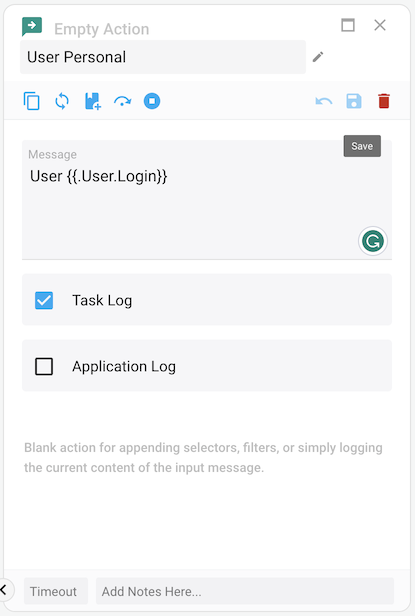 Empty Action
User Personal
Save
Message
User {{.User.Login}}
Task Log
Application Log
Blank action for appending selectors, filters, or simply logging
the current content of the input message.
Timeout
Add Notes Here...